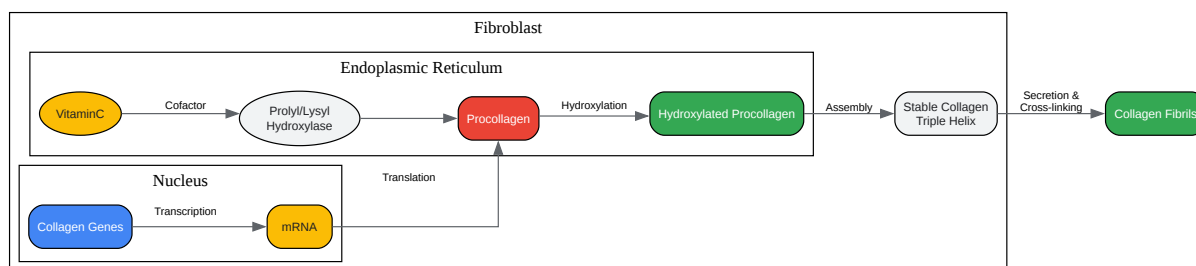 Fibroblast
Endoplasmic Reticulum
VitaminC
Cofactor
Prolyl/Lysyl
Hydroxylase
Procollagen
Hydroxylation
Hydroxylated Procollagen
Assembly
Stable Collagen
Triple Helix
Secretion &
Cross-linking
Collagen Fibrils
Nucleus
Collagen Genes
Transcription
mRNA
Translation